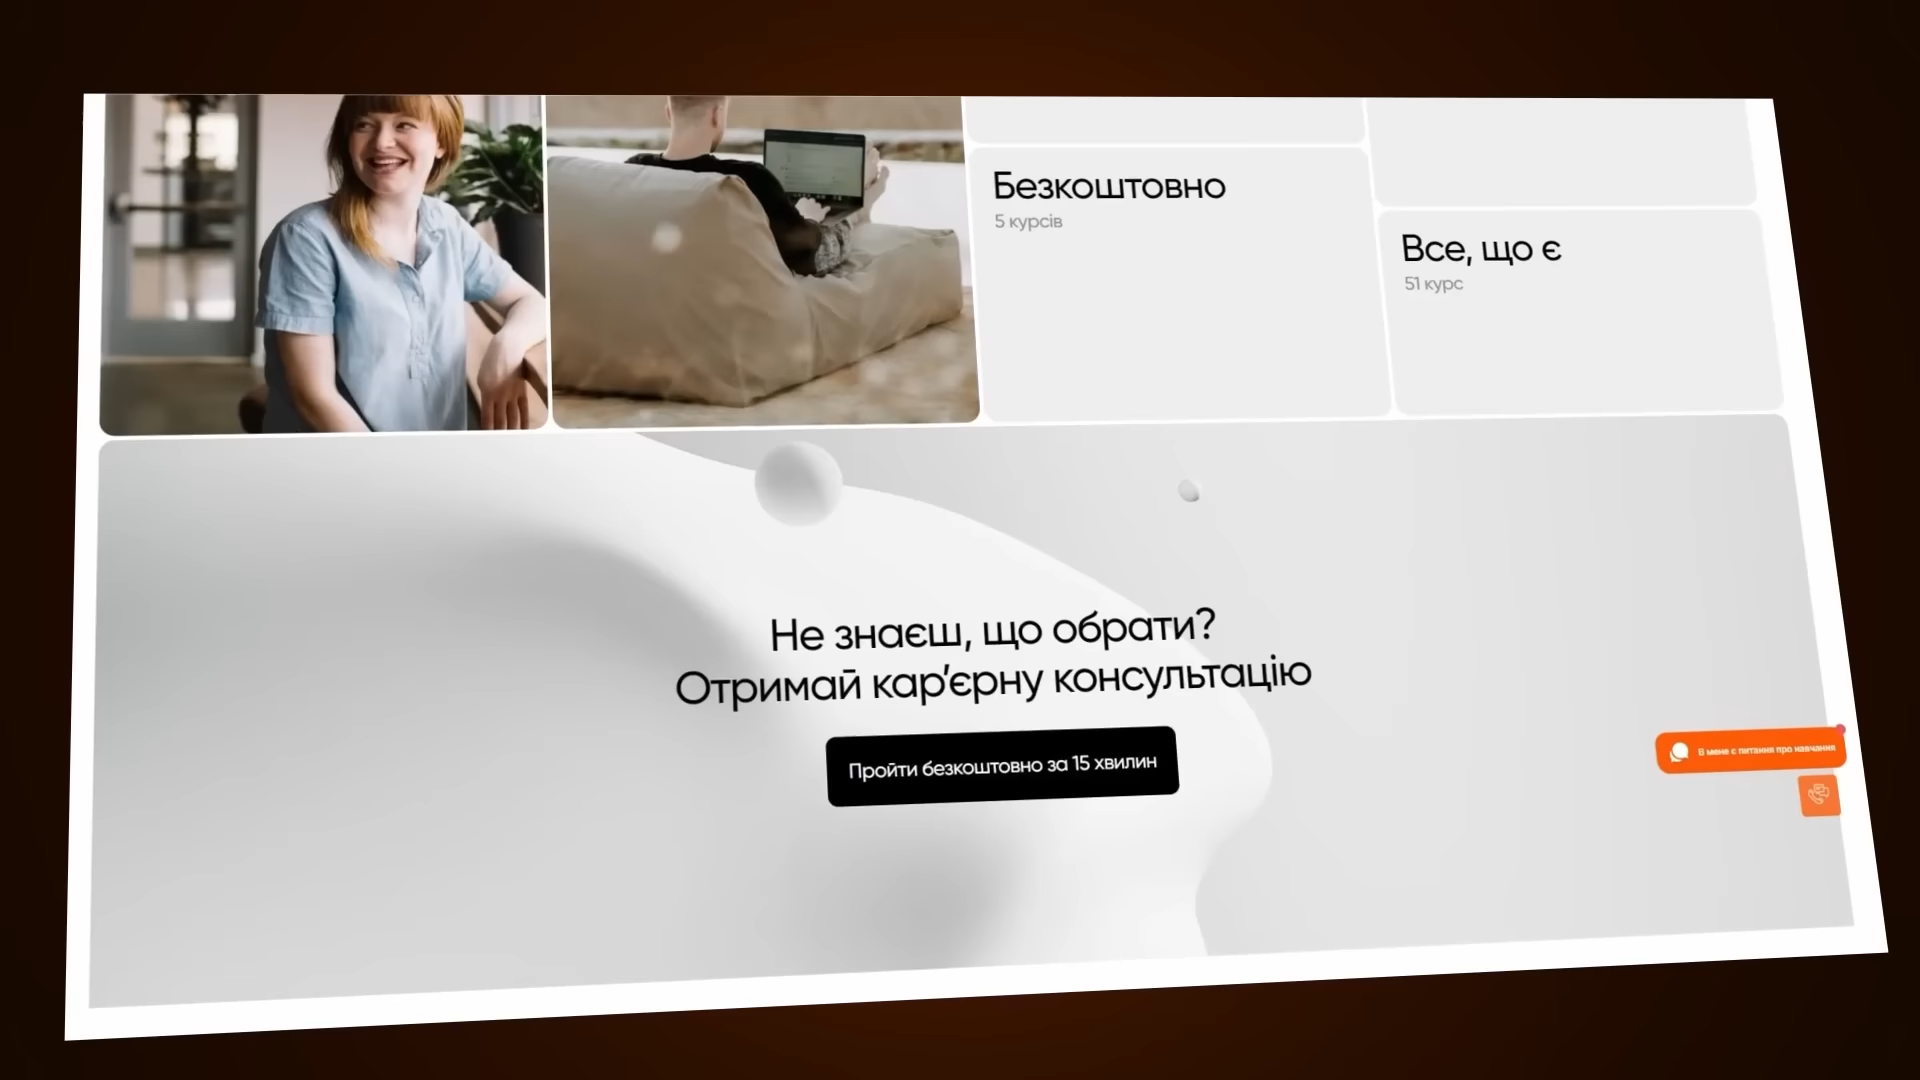 Безкоштовно
5 курсів
Все, що є
51 курс
Не знаєш, що обрати?
Отримай кар’єрну консультацію
Пройти безкоштовно за 15 хвилин
В мене є питання про навчання